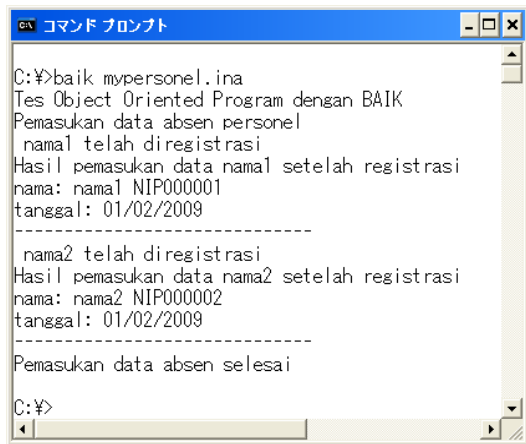 コマンド プロンプト
C:¥>baik mypersonel.ina
Tes Object Oriented Program dengan BAIK
Pemasukan data absen personel
nama1 telah diregistrasi
Hasil pemasukan data nama1 setelah registrasi
nama: nama1 NIP000001
tanggal: 01/02/2009
------------------------------
nama2 telah diregistrasi
Hasil pemasukan data nama2 setelah registrasi
nama: nama2 NIP000002
tanggal: 01/02/2009
------------------------------
Pemasukan data absen selesai
C:¥>